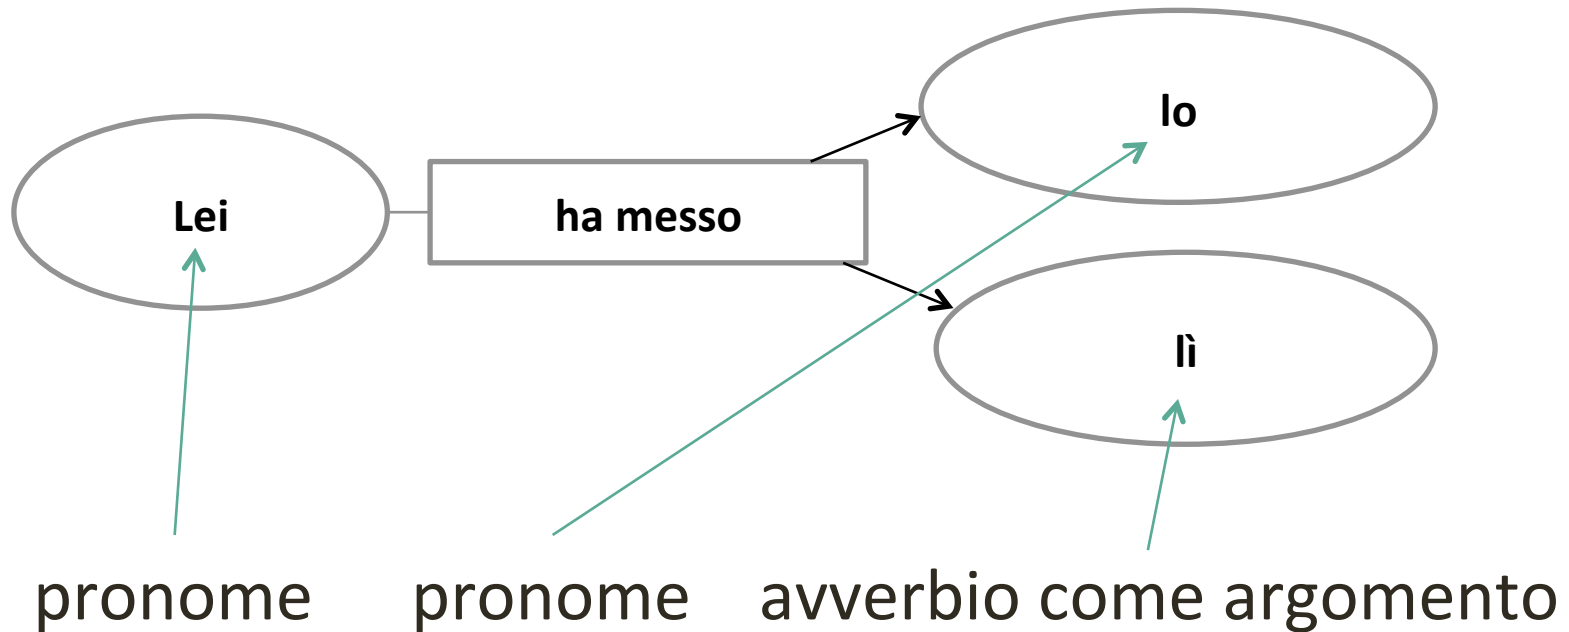 lo
Lei
ha messo
lì
pronome
pronome
avverbio come argomento